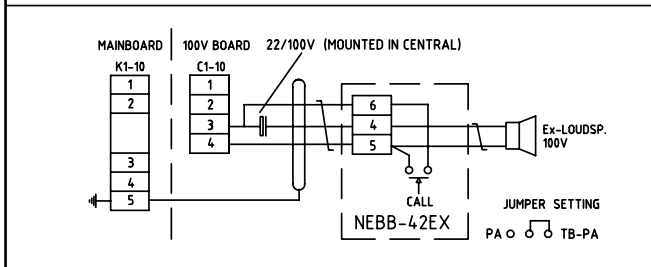 MAINBOARD
K1-10
1
2
3
4
5
100V BOARD
C1-10
1
2
3
4
22/100V (MOUNTED IN CENTRAL)
6
4
5
CALL
NEBB-42EX
Ex-LOUDSP.
100V
JUMPER SETTING
PA TB-PA